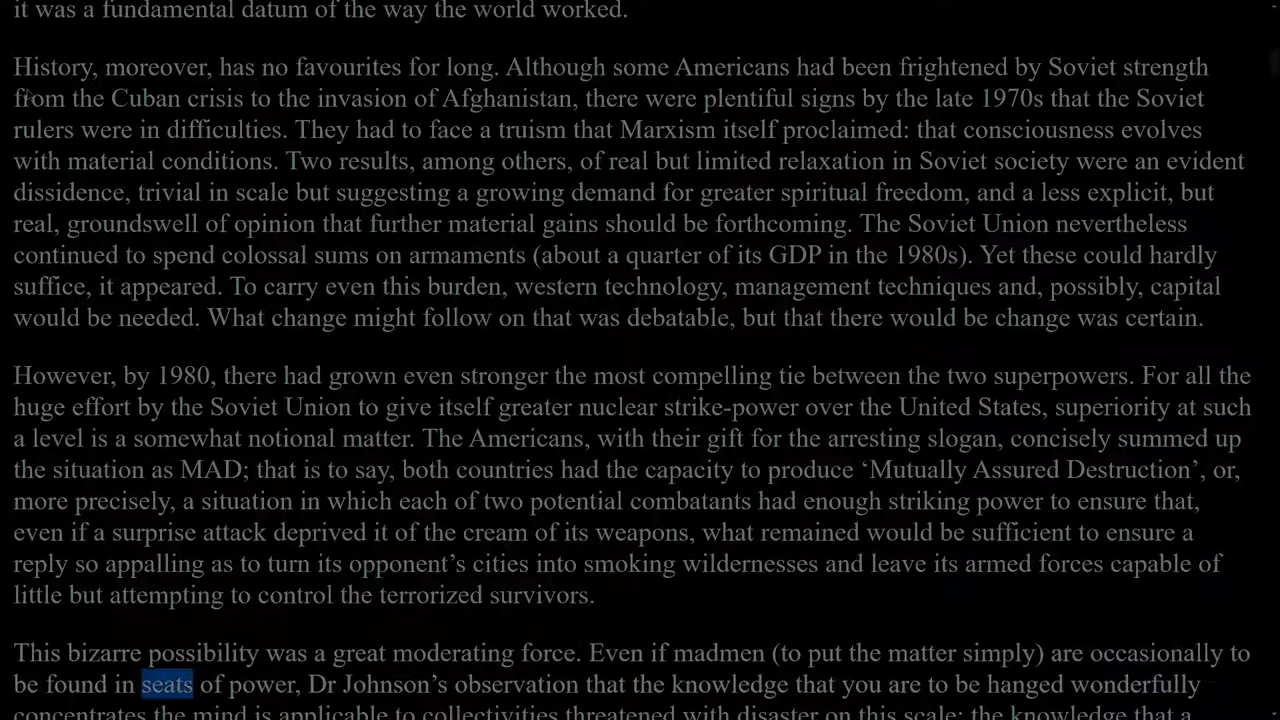 it was a fundamental datum of the way the world worked.
History, moreover, has no favourites for long. Although some Americans had been frightened by Soviet strength
from the Cuban crisis to the invasion of Afghanistan, there were plentiful signs by the late 1970s that the Soviet
rulers were in difficulties. They had to face a truism that Marxism itself proclaimed: that consciousness evolves
with material conditions. Two results, among others, of real but limited relaxation in Soviet society were an evident
dissidence, trivial in scale but suggesting a growing demand for greater spiritual freedom, and a less explicit, but
real, groundswell of opinion that further material gains should be forthcoming. The Soviet Union nevertheless
continued to spend colossal sums on armaments (about a quarter of its GDP in the 1980s). Yet these could hardly
suffice, it appeared. To carry even this burden, western technology, management techniques and, possibly, capital
would be needed. What change might follow on that was debatable, but that there would be change was certain.
However, by 1980, there had grown even stronger the most compelling tie between the two superpowers. For all the
huge effort by the Soviet Union to give itself greater nuclear strike-power over the United States, superiority at such
a level is a somewhat notional matter. The Americans, with their gift for the arresting slogan, concisely summed up
the situation as MAD; that is to say, both countries had the capacity to produce ‘Mutually Assured Destruction’, or,
more precisely, a situation in which each of two potential combatants had enough striking power to ensure that,
even if a surprise attack deprived it of the cream of its weapons, what remained would be sufficient to ensure a
reply so appalling as to turn its opponent’s cities into smoking wildernesses and leave its armed forces capable of
little but attempting to control the terrorized survivors.
This bizarre possibility was a great moderating force. Even if madmen (to put the matter simply) are occasionally to
be found in seats of power, Dr Johnson’s observation that the knowledge that you are to be hanged wonderfully
concentrates the mind is applicable to collectivities threatened with disaster on this scale: the knowledge that a